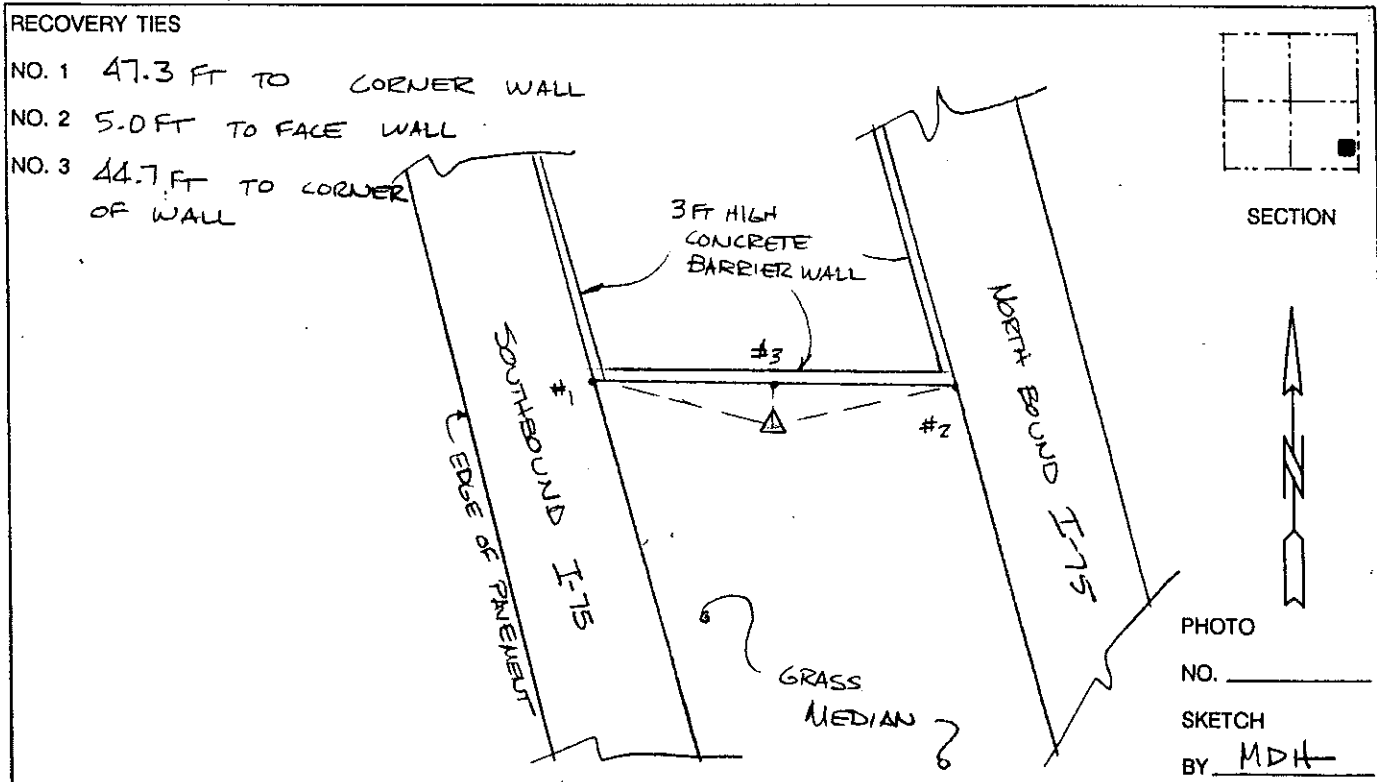 RECOVERY TIES
NO. 1 47.3 FT TO CORNER WALL
NO. 2 5.0 FT TO FACE WALL
NO. 3 44.7 FT TO CORNER
OF WALL
SECTION
3 FT HIGH
CONCRETE
BARRIER WALL
#3
#1
#2
SOUTHBOUND I-75
NORTH BOUND I-75
EDGE OF PAVEMENT
GRASS
MEDIAN
N
PHOTO
NO.
SKETCH
BY MDH